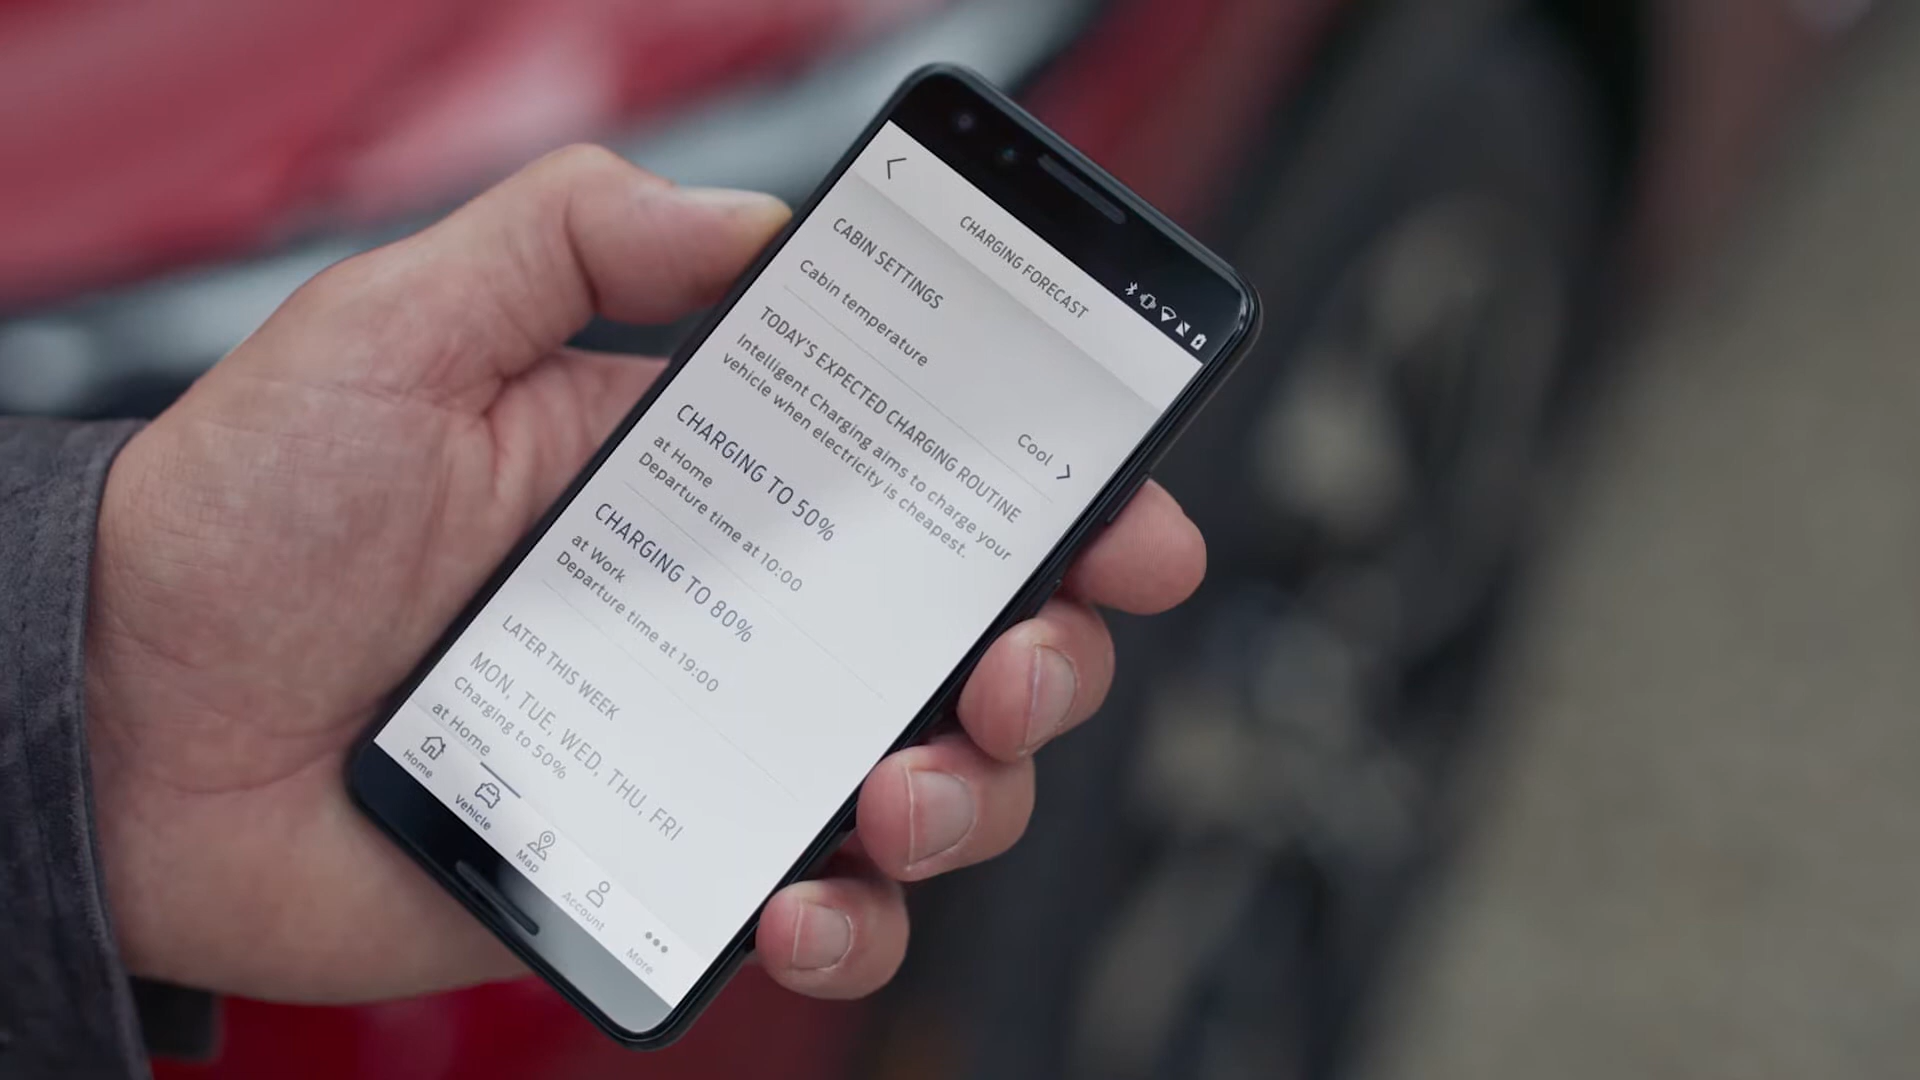 CHARGING FORECAST
CABIN SETTINGS
Cabin temperature
Cool
TODAY'S EXPECTED CHARGING ROUTINE
Intelligent Charging aims to charge your
vehicle when electricity is cheapest.
CHARGING TO 50%
at Home
Departure time at 10:00
CHARGING TO 80%
at Work
Departure time at 19:00
LATER THIS WEEK
MON, TUE, WED, THU, FRI
Charging to 50%
at Home
Home
Vehicle
Map
Account
More